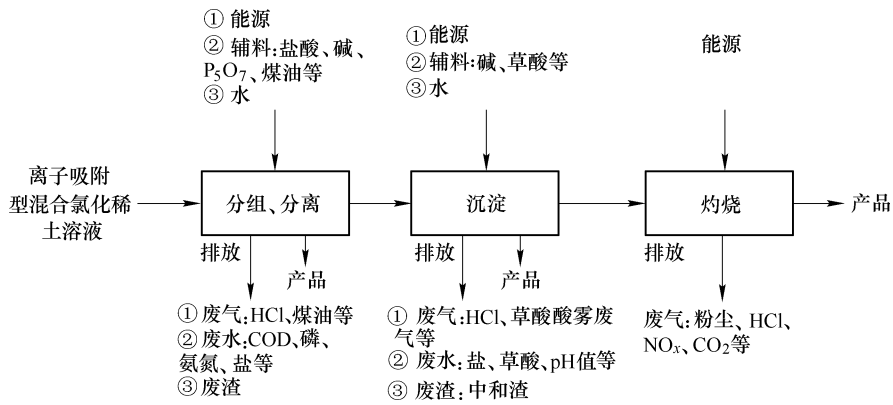 ① 能源
② 辅料:盐酸、碱、
P₅O₇、煤油等
③ 水
①能源
②辅料:碱、草酸等
③水
能源
离子吸附
型混合氯化稀
土溶液
分组、分离
沉淀
灼烧
产品
排放
产品
排放
产品
排放
① 废气:HCl、煤油等
② 废水:COD、磷、
氨氮、盐等
③ 废渣
① 废气:HCl、草酸酸雾废
气等
② 废水:盐、草酸、pH值等
③ 废渣:中和渣
废气:粉尘、HCl、
NOₓ、CO₂等